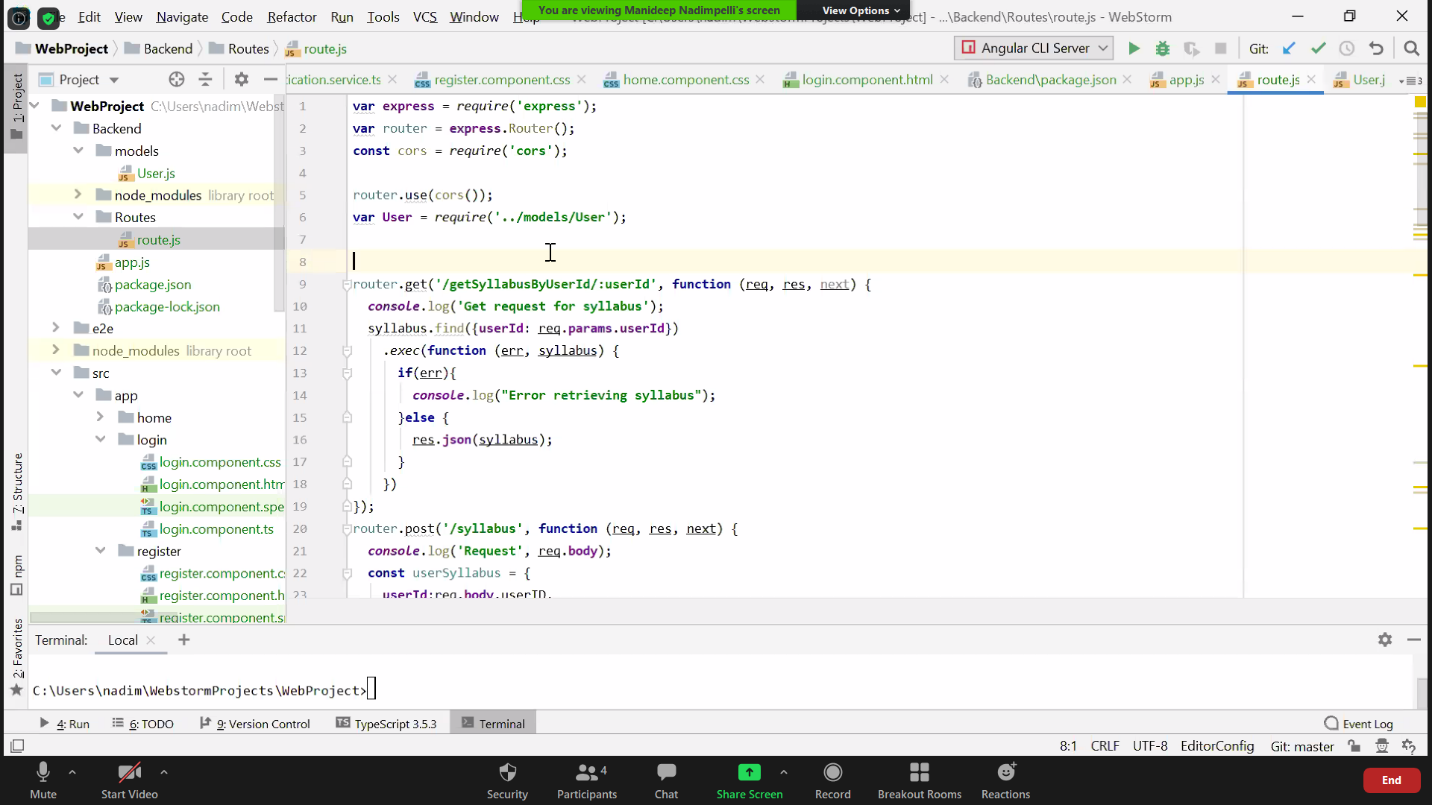 You are viewing Manideep Nadimpelli's screen
View Options
File Edit View Navigate Code Refactor Run Tools VCS Window Help
...\Backend\Routes\route.js - WebStorm
WebProject Backend Routes route.js
Angular CLI Server
Git:
Project
ication.service.ts register.component.css home.component.css login.component.html Backend\package.json app.js route.js User.j
3
1: Project
7: Structure
npm
2: Favorites
WebProject C:\Users\nadim\Webst
Backend
models
User.js
node_modules library root
Routes
route.js
app.js
package.json
package-lock.json
e2e
node_modules library root
src
app
home
login
login.component.css
login.component.htm
login.component.spe
login.component.ts
register
register.component.cs
register.component.h
register.component.s
1 var express = require('express');
2 var router = express.Router();
3 const cors = require('cors');
4
5 router.use(cors());
6 var User = require('../models/User');
7
8
9 router.get('/getSyllabusByUserId/:userId', function (req, res, next) {
10 console.log('Get request for syllabus');
11 syllabus.find({userId: req.params.userId})
12 .exec(function (err, syllabus) {
13 if(err){
14 console.log("Error retrieving syllabus");
15 }else {
16 res.json(syllabus);
17 }
18 })
19 });
20 router.post('/syllabus', function (req, res, next) {
21 console.log('Request', req.body);
22 const userSyllabus = {
23 userId:req.body.userID,
Terminal: Local
C:\Users\nadim\WebstormProjects\WebProject>
4: Run 6: TODO 9: Version Control TypeScript 3.5.3 Terminal Event Log
8:1 CRLF UTF-8 EditorConfig Git: master
Mute Start Video Security Participants 4 Chat Share Screen Record Breakout Rooms Reactions End